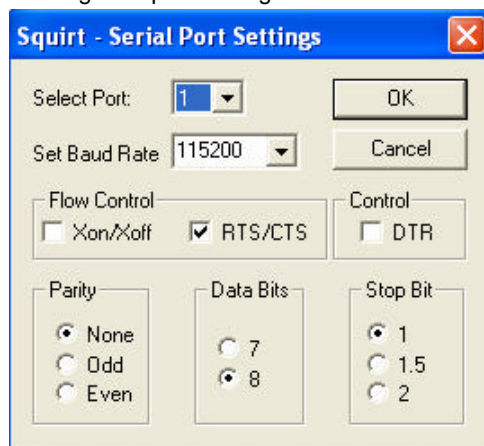 Squirt - Serial Port Settings
Select Port: 1 OK
Set Baud Rate 115200 Cancel
Flow Control Control
Xon/Xoff RTS/CTS DTR
Parity Data Bits Stop Bit
None 7 1
Odd 8 1.5
Even 2